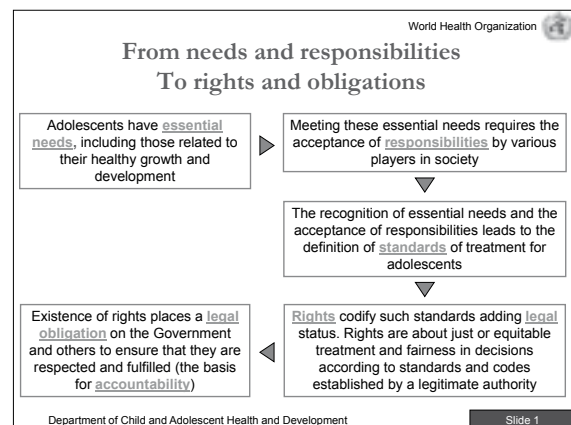 World Health Organization
From needs and responsibilities
To rights and obligations
Adolescents have essential
needs, including those related to
their healthy growth and
development
Meeting these essential needs requires the
acceptance of responsibilities by various
players in society
The recognition of essential needs and the
acceptance of responsibilities leads to the
definition of standards of treatment for
adolescents
Rights codify such standards adding legal
status. Rights are about just or equitable
treatment and fairness in decisions
according to standards and codes
established by a legitimate authority
Existence of rights places a legal
obligation on the Government
and others to ensure that they are
respected and fulfilled (the basis
for accountability)
Department of Child and Adolescent Health and Development
Slide 1